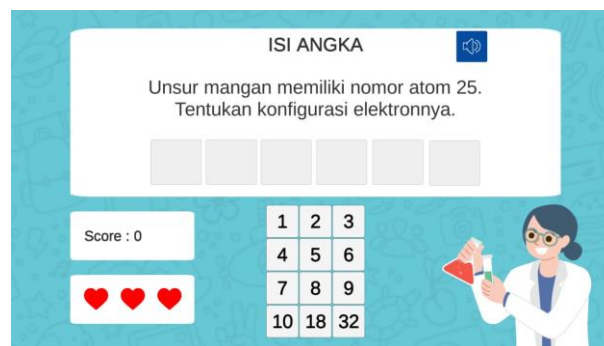 ISI ANGKA
Unsur mangan memiliki nomor atom 25.
Tentukan konfigurasi elektronnya.
Score : 0
1 2 3
4 5 6
7 8 9
10 18 32